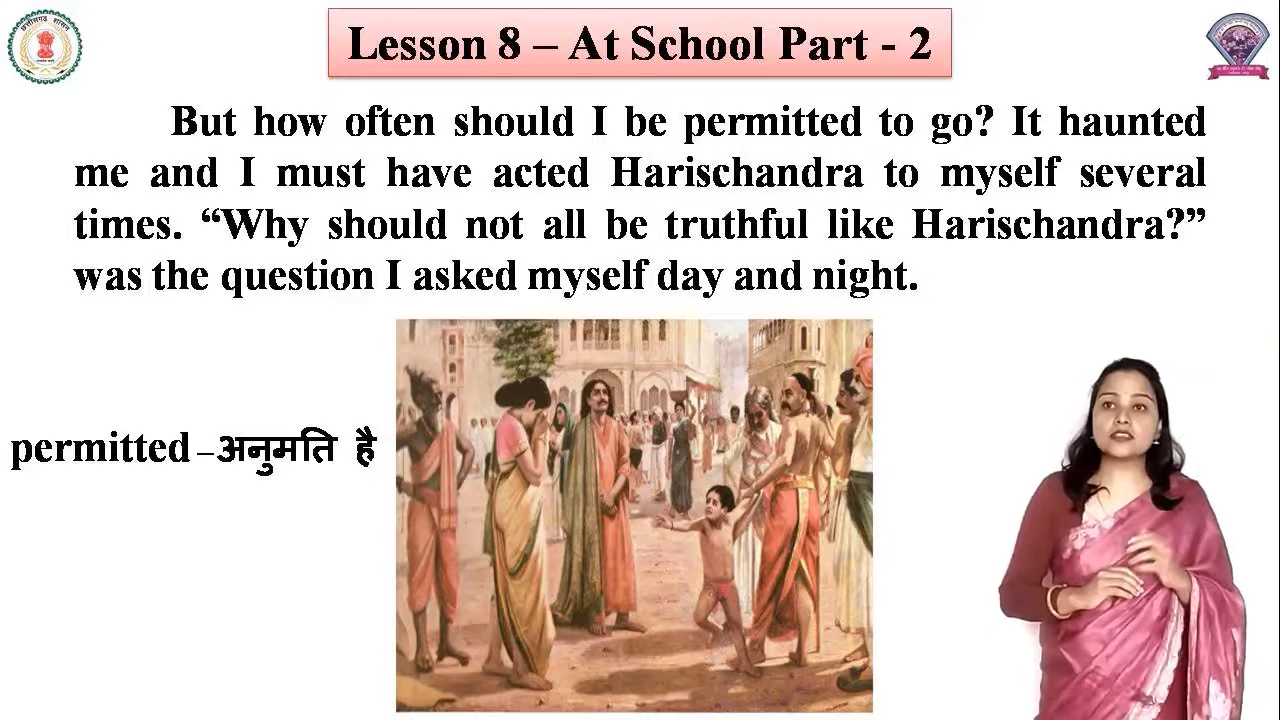 Lesson 8 – At School Part - 2
But how often should I be permitted to go? It haunted
me and I must have acted Harischandra to myself several
times. “Why should not all be truthful like Harischandra?”
was the question I asked myself day and night.
permitted – अनुमति है